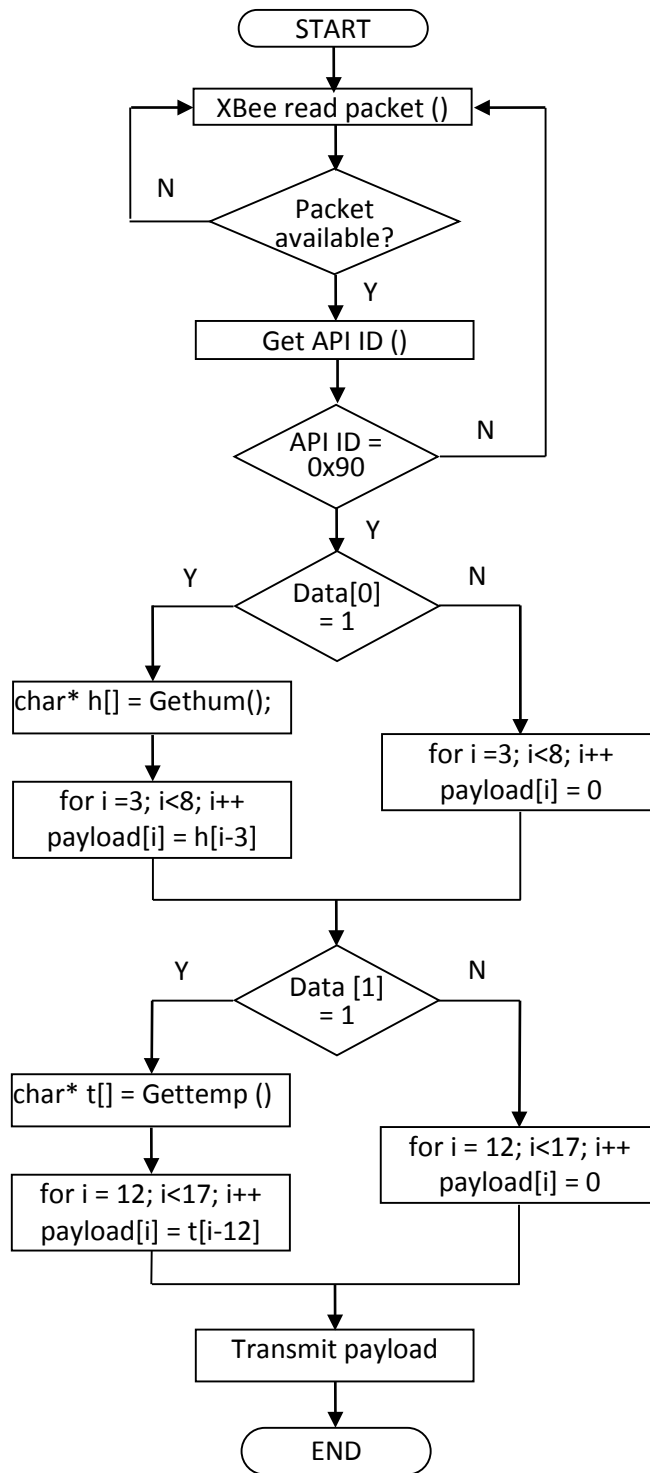 START
XBee read packet ()
N
Packet
available?
Y
Get API ID ()
API ID =
0x90
N
Y
Y
Data[0]
= 1
N
char* h[] = Gethum();
for i =3; i<8; i++
payload[i] = h[i-3]
for i =3; i<8; i++
payload[i] = 0
Y
Data [1]
= 1
N
char* t[] = Gettemp ()
for i = 12; i<17; i++
payload[i] = t[i-12]
for i = 12; i<17; i++
payload[i] = 0
Transmit payload
END